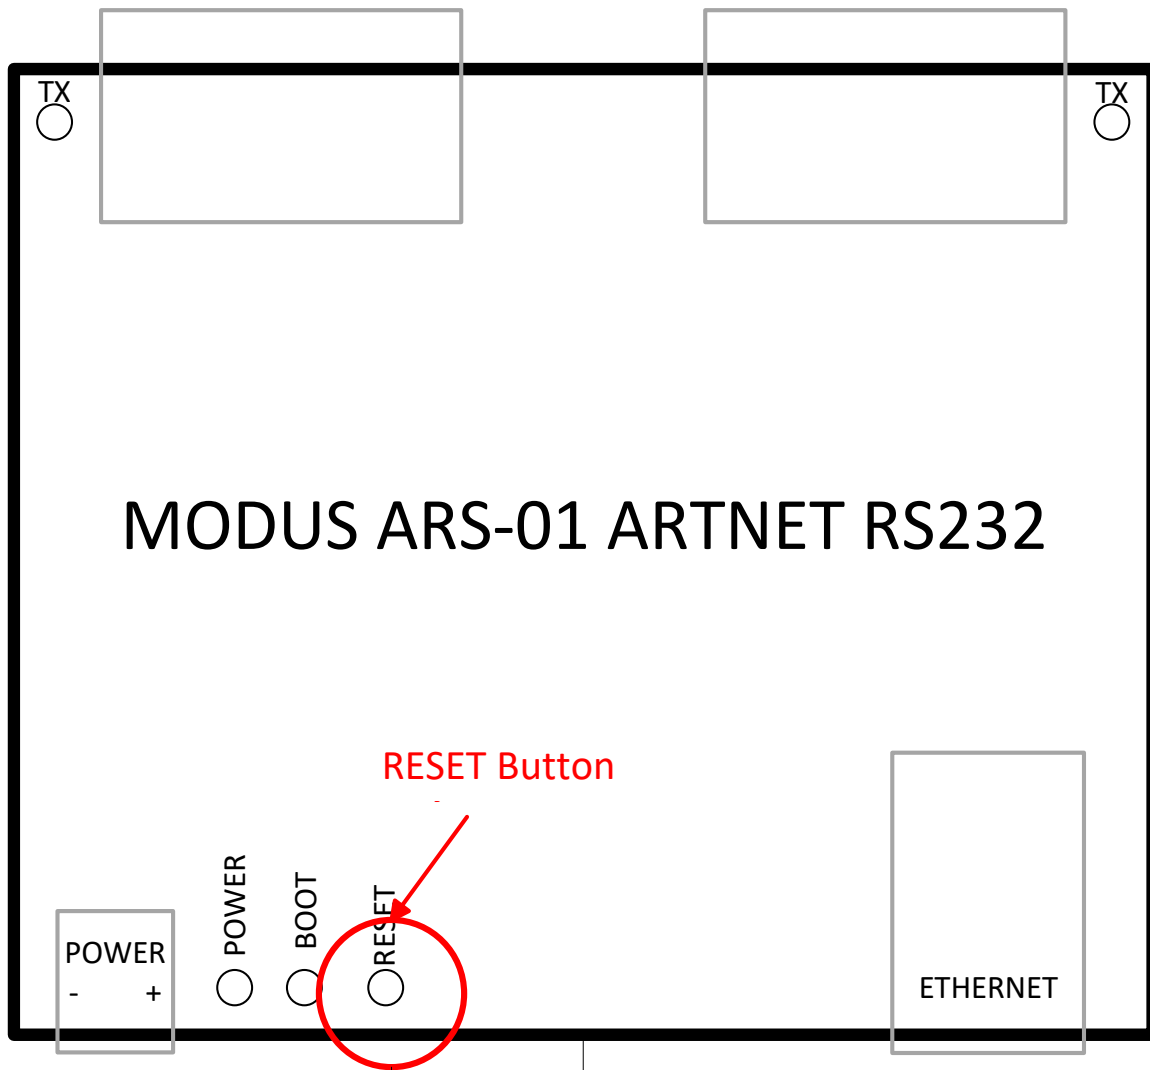 TX
TX
MODUS ARS-01 ARTNET RS232
RESET Button
POWER
BOOT
RESET
POWER
- +
ETHERNET